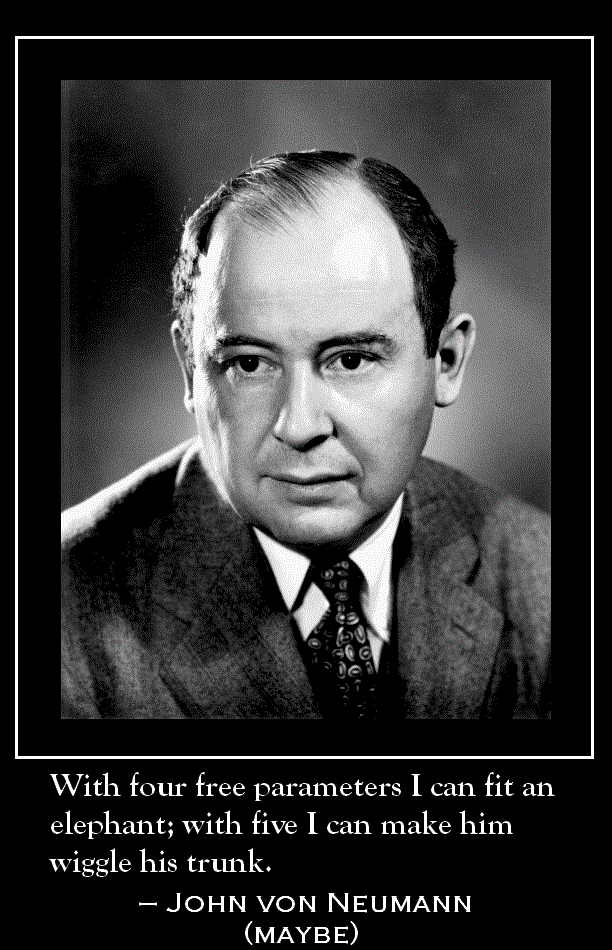 With four free parameters I can fit an
elephant; with five I can make him
wiggle his trunk.
– John von Neumann
(maybe)